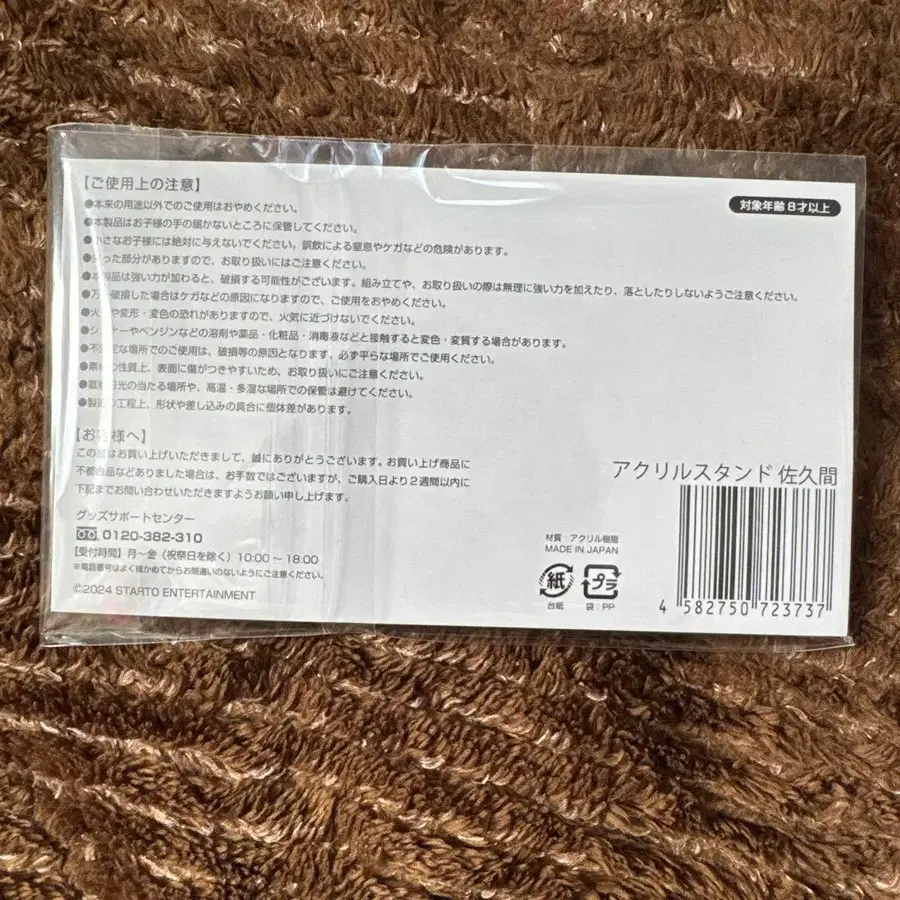 【ご使用上の注意】
●本来の用途以外でのご使用はおやめください。
●本製品はお子様の手の届かないところに保管してください。
●小さなお子様には絶対に与えないでください。誤飲による窒息やケガなどの危険があります。
●尖った部分がありますので、お取り扱いにはご注意ください。
●本製品は強い力が加わると、破損する可能性がございます。組み立てや、お取り扱いの際は無理に強い力を加えたり、落としたりしないようご注意ください。
●万一破損した場合はケガなどの原因になりますので、ご使用をおやめください。
●火災や変形・変色の恐れがありますので、火気に近づけないでください。
●シンナーやベンジンなどの溶剤や薬品・化粧品・消毒液などと接触すると変色・変質する場合があります。
●不安定な場所でのご使用は、破損等の原因となります。必ず平らな場所でご使用ください。
●素材の性質上、表面に傷がつきやすいため、お取り扱いにご注意ください。
●直射日光の当たる場所や、高温・多湿な場所での保管は避けてください。
●製造の工程上、形状や差し込みの具合に個体差があります。
【お客様へ】
この度はお買い上げいただきまして、誠にありがとうございます。お買い上げ商品に
不都合品などありました場合は、お手数ではございますが、ご購入日より2週間以内に
下記までお問い合わせいただきますようお願い申し上げます。
グッズサポートセンター
0120-382-310
【受付時間】月〜金（祝祭日を除く）10:00〜18:00
※電話番号はよく確かめてからお間違いのないようにご注意ください。
©2024 STARTO ENTERTAINMENT
対象年齢8才以上
アクリルスタンド 佐久間
材質：アクリル樹脂
MADE IN JAPAN
紙
プラ
台紙
袋：PP
4 582750 723737